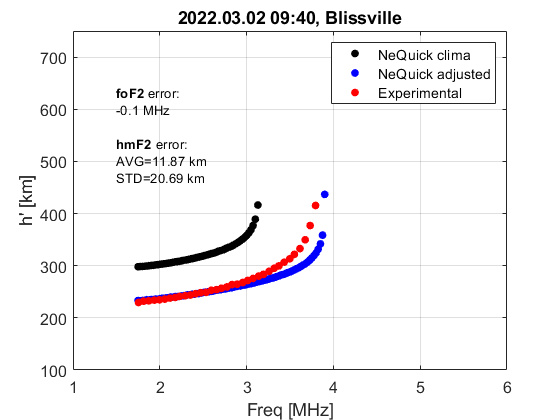 2022.03.02 09:40, Blissville
NeQuick clima
NeQuick adjusted
Experimental
foF2 error:
-0.1 MHz
hmF2 error:
AVG=11.87 km
STD=20.69 km
h' [km]
700
600
500
400
300
200
100
1 2 3 4 5 6
Freq [MHz]